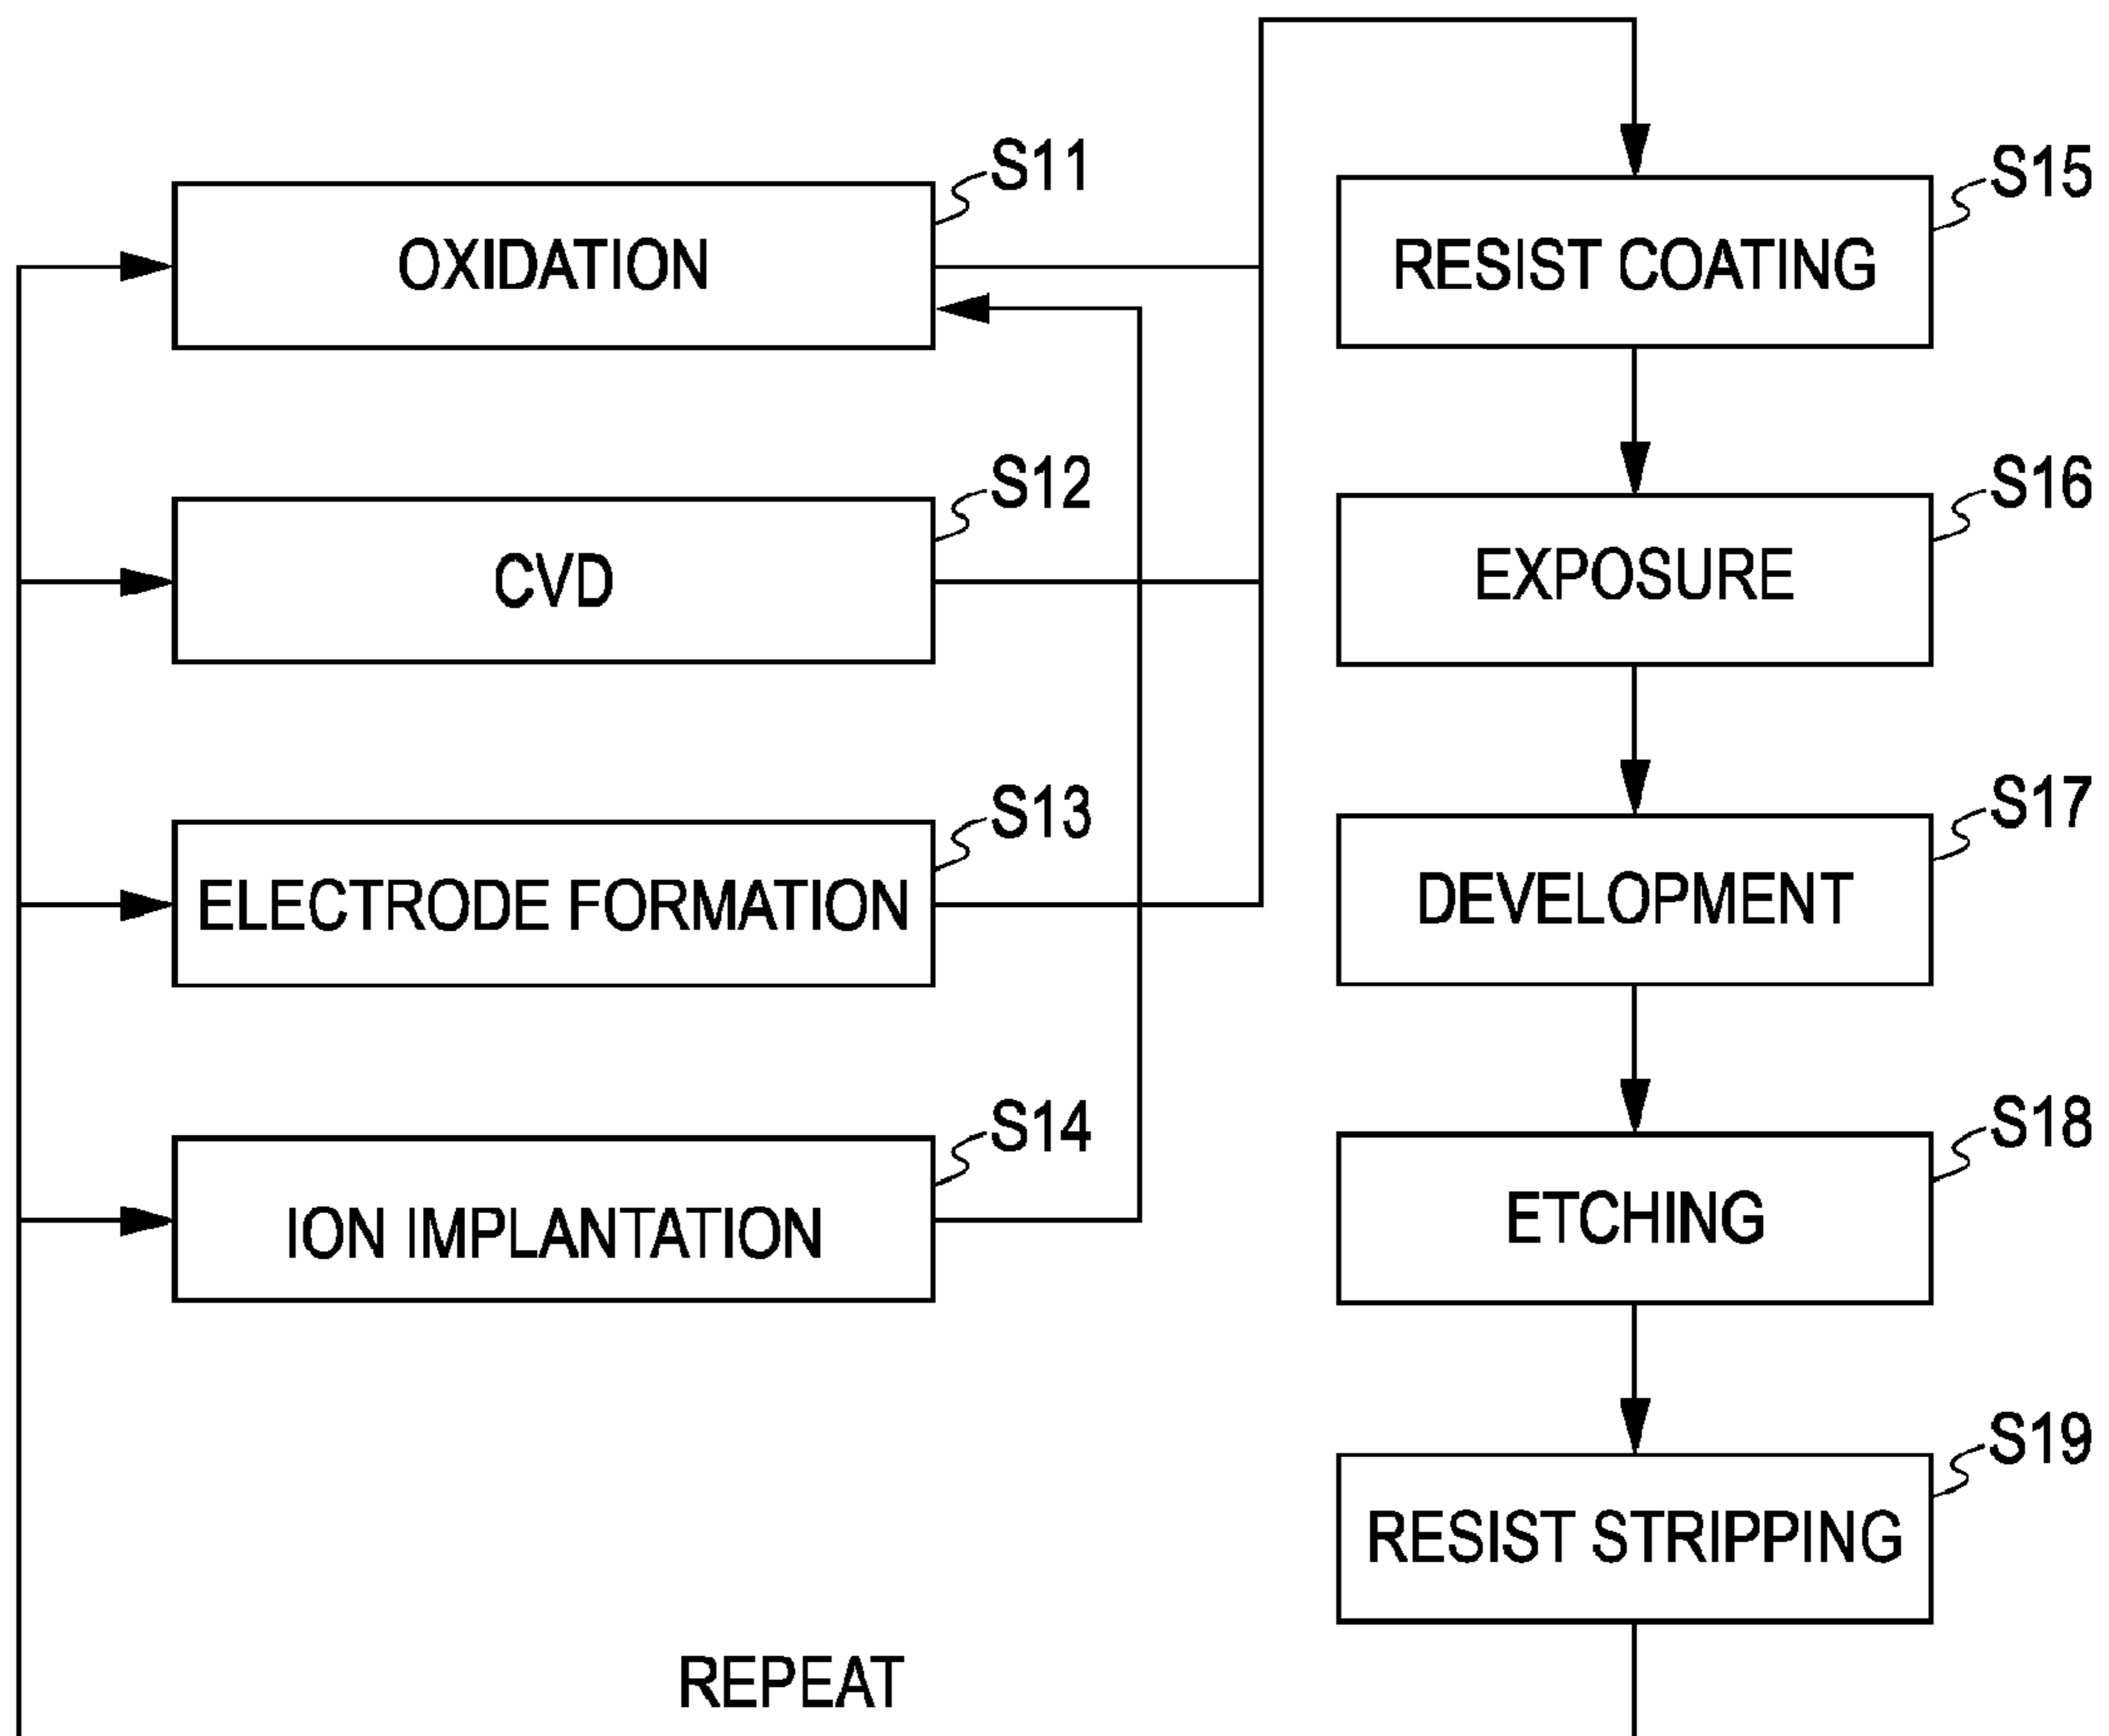 S11
OXIDATION
S12
CVD
S13
ELECTRODE FORMATION
S14
ION IMPLANTATION
S15
RESIST COATING
S16
EXPOSURE
S17
DEVELOPMENT
S18
ETCHING
S19
RESIST STRIPPING
REPEAT